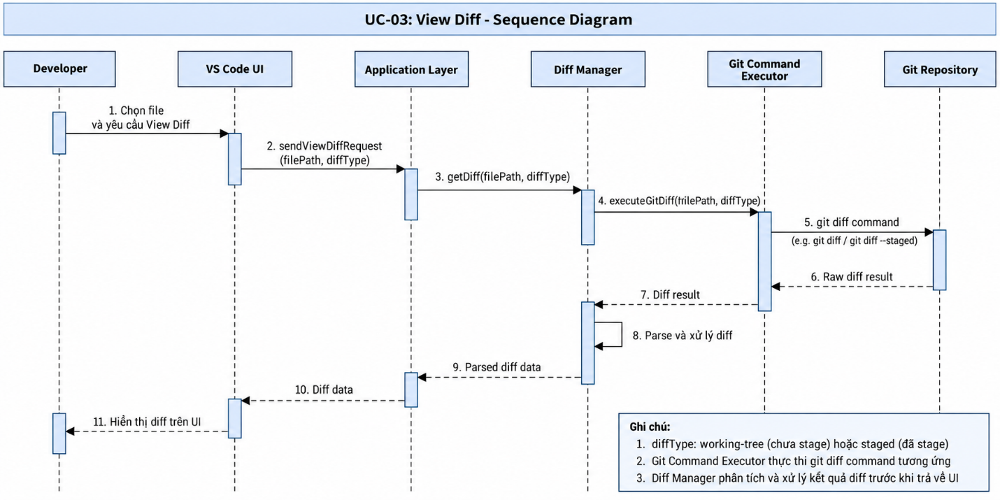 UC-03: View Diff - Sequence Diagram
Developer
VS Code UI
Application Layer
Diff Manager
Git Command
Executor
Git Repository
1. Chọn file
và yêu cầu View Diff
2. sendViewDiffRequest
(filePath, diffType)
3. getDiff(filePath, diffType)
4. executeGitDiff(frilePath, diffType)
5. git diff command
(e.g. git diff / git diff --staged)
6. Raw diff result
7. Diff result
8. Parse và xử lý diff
9. Parsed diff data
10. Diff data
11. Hiển thị diff trên UI
Ghi chú:
1. diffType: working-tree (chưa stage) hoặc staged (đã stage)
2. Git Command Executor thực thi git diff command tương ứng
3. Diff Manager phân tích và xử lý kết quả diff trước khi trả về UI